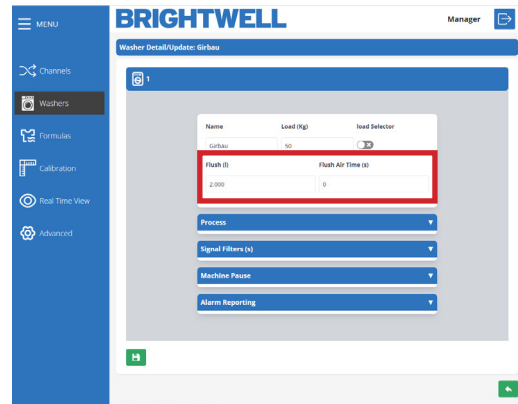 MENU
BRIGHTWELL
Manager
Washer Detail/Update: Girbau
Channels
Washers
Formulas
Calibration
Real Time View
Advanced
1
Name Load (Kg) load Selector
Girbau 50
Flush (l) Flush Air Time (s)
2.000 0
Process
Signal Filters (s)
Machine Pause
Alarm Reporting